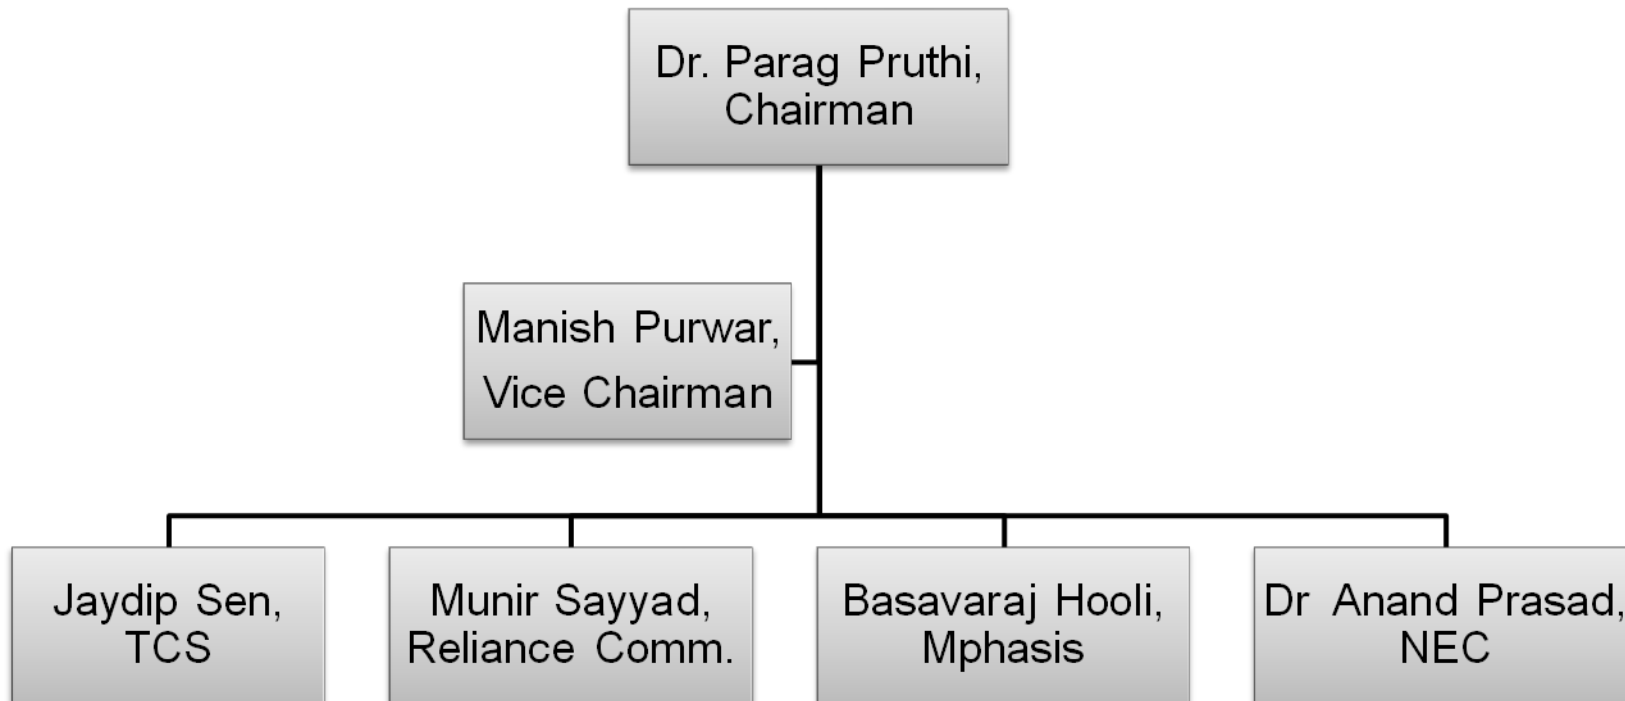 Dr. Parag Pruthi,
Chairman
Manish Purwar,
Vice Chairman
Jaydip Sen,
TCS
Munir Sayyad,
Reliance Comm.
Basavaraj Hooli,
Mphasis
Dr Anand Prasad,
NEC